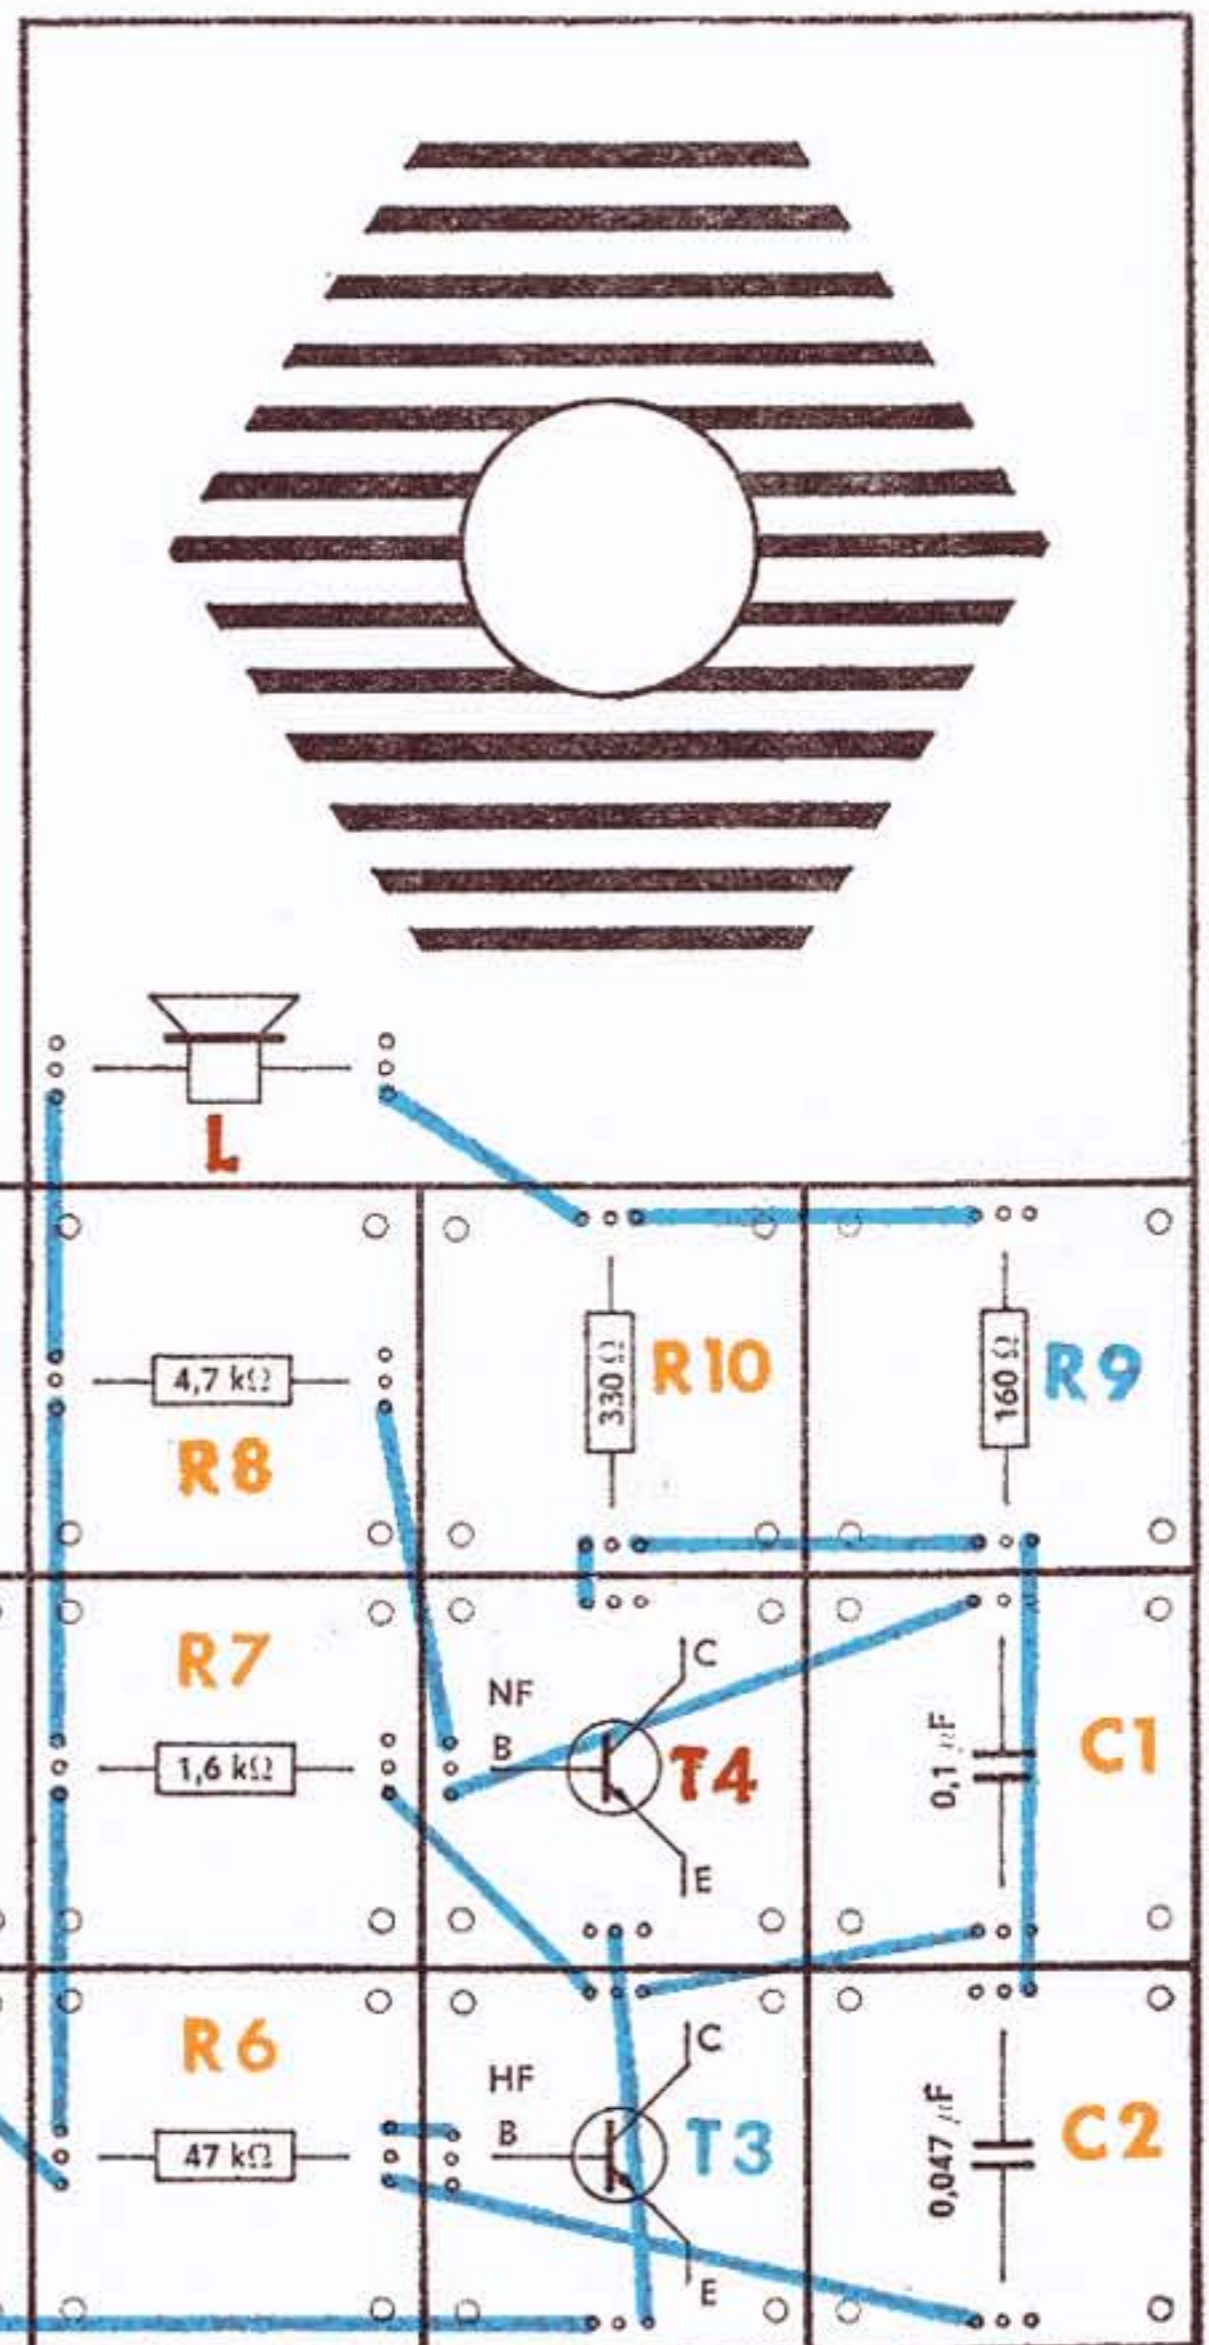 L
4,7 kΩ
R8
330 Ω
R10
160 Ω
R9
R7
1,6 kΩ
NF
B
C
E
T4
0,1 µF
C1
R6
47 kΩ
HF
B
C
E
T3
0,047 µF
C2